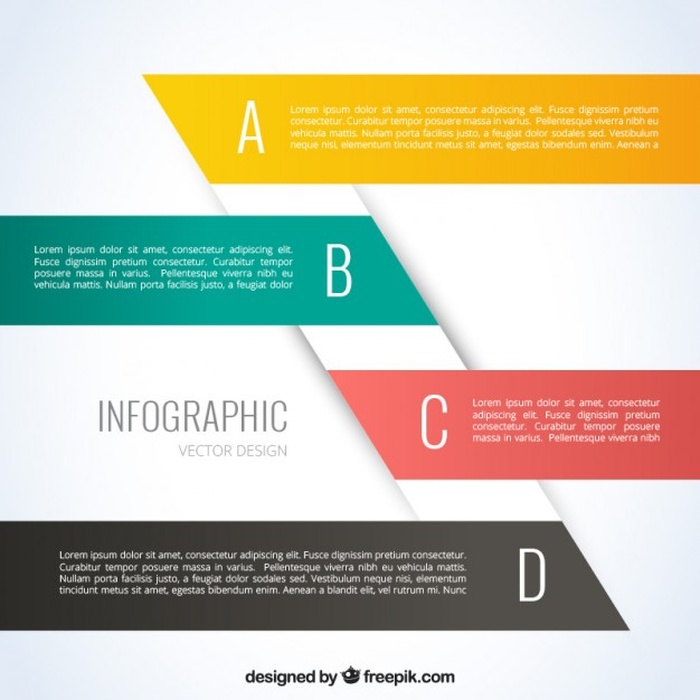 A
Lorem ipsum dolor sit amet, consectetur adipiscing elit. Fusce dignissim pretium
consectetur. Curabitur tempor posuere massa in varius. Pellentesque viverra nibh eu
vehicula mattis. Nullam porta facilisis justo, a feugiat dolor sodales sed. Vestibulum
neque nisi, elementum tincidunt metus sit amet, egestas bibendum sem. Aenean a
Lorem ipsum dolor sit amet, consectetur adipiscing elit.
Fusce dignissim pretium consectetur. Curabitur tempor
posuere massa in varius. Pellentesque viverra nibh eu
vehicula mattis. Nullam porta facilisis justo, a feugiat dolor
B
C
Lorem ipsum dolor sit amet, consectetur
adipiscing elit. Fusce dignissim pretium
consectetur. Curabitur tempor posuere
massa in varius. Pellentesque viverra nibh
INFOGRAPHIC
VECTOR DESIGN
Lorem ipsum dolor sit amet, consectetur adipiscing elit. Fusce dignissim pretium
consectetur. Curabitur tempor posuere massa in varius. Pellentesque viverra nibh eu
vehicula mattis. Nullam porta facilisis justo, a feugiat dolor sodales sed. Vestibulum neque nisi,
elementum tincidunt metus sit amet, egestas bibendum sem. Aenean a viverra mi. Nunc
D
designed by freepik.com